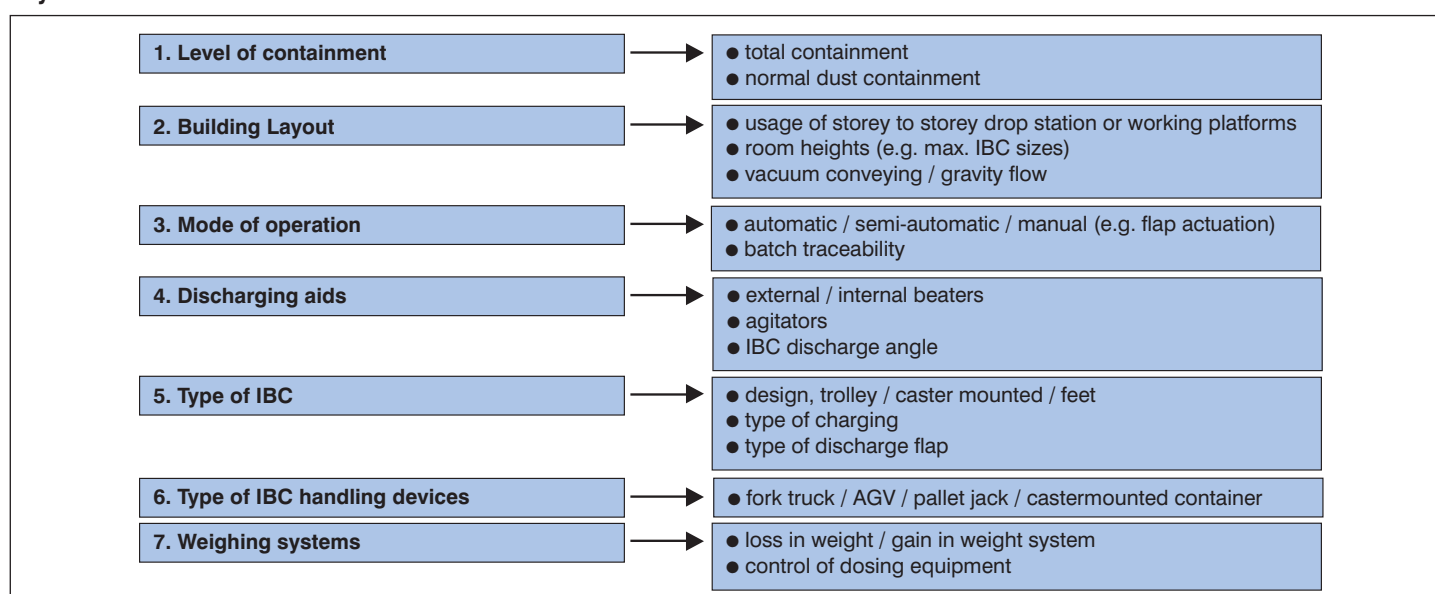 1. Level of containment
● total containment
● normal dust containment
2. Building Layout
● usage of storey to storey drop station or working platforms
● room heights (e.g. max. IBC sizes)
● vacuum conveying / gravity flow
3. Mode of operation
● automatic / semi-automatic / manual (e.g. flap actuation)
● batch traceability
4. Discharging aids
● external / internal beaters
● agitators
● IBC discharge angle
5. Type of IBC
● design, trolley / caster mounted / feet
● type of charging
● type of discharge flap
6. Type of IBC handling devices
● fork truck / AGV / pallet jack / castermounted container
7. Weighing systems
● loss in weight / gain in weight system
● control of dosing equipment